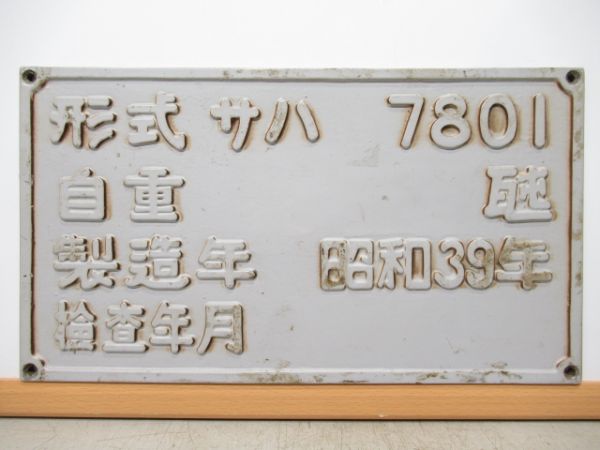 形式 サハ 7801
自重 瓲
製造年 昭和39年
検査年月